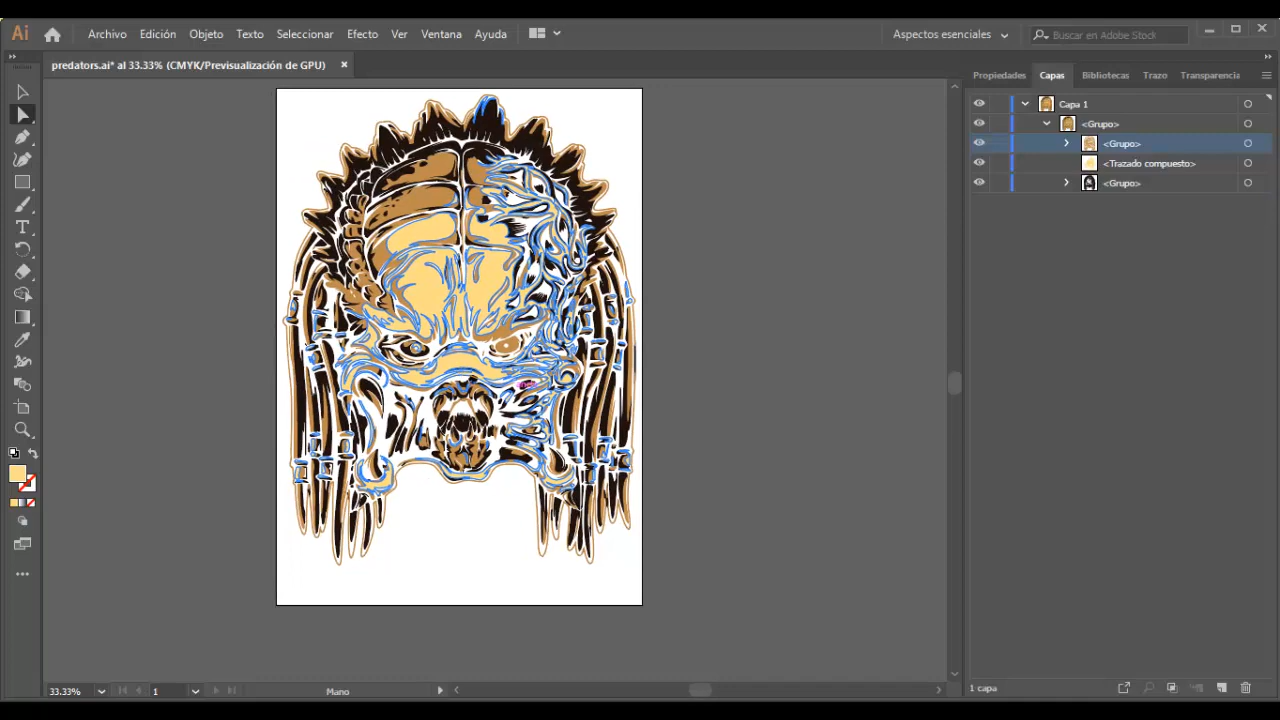 Ai Archivo Edición Objeto Texto Seleccionar Efecto Ver Ventana Ayuda Aspectos esenciales Buscar en Adobe Stock
predators.ai* al 33.33% (CMYK/Previsualización de GPU) Propiedades Capas Bibliotecas Trazo Transparencia
Capa 1
<Grupo>
<Grupo>
<Trazado compuesto>
<Grupo>
33.33% 1 Mano 1 capa